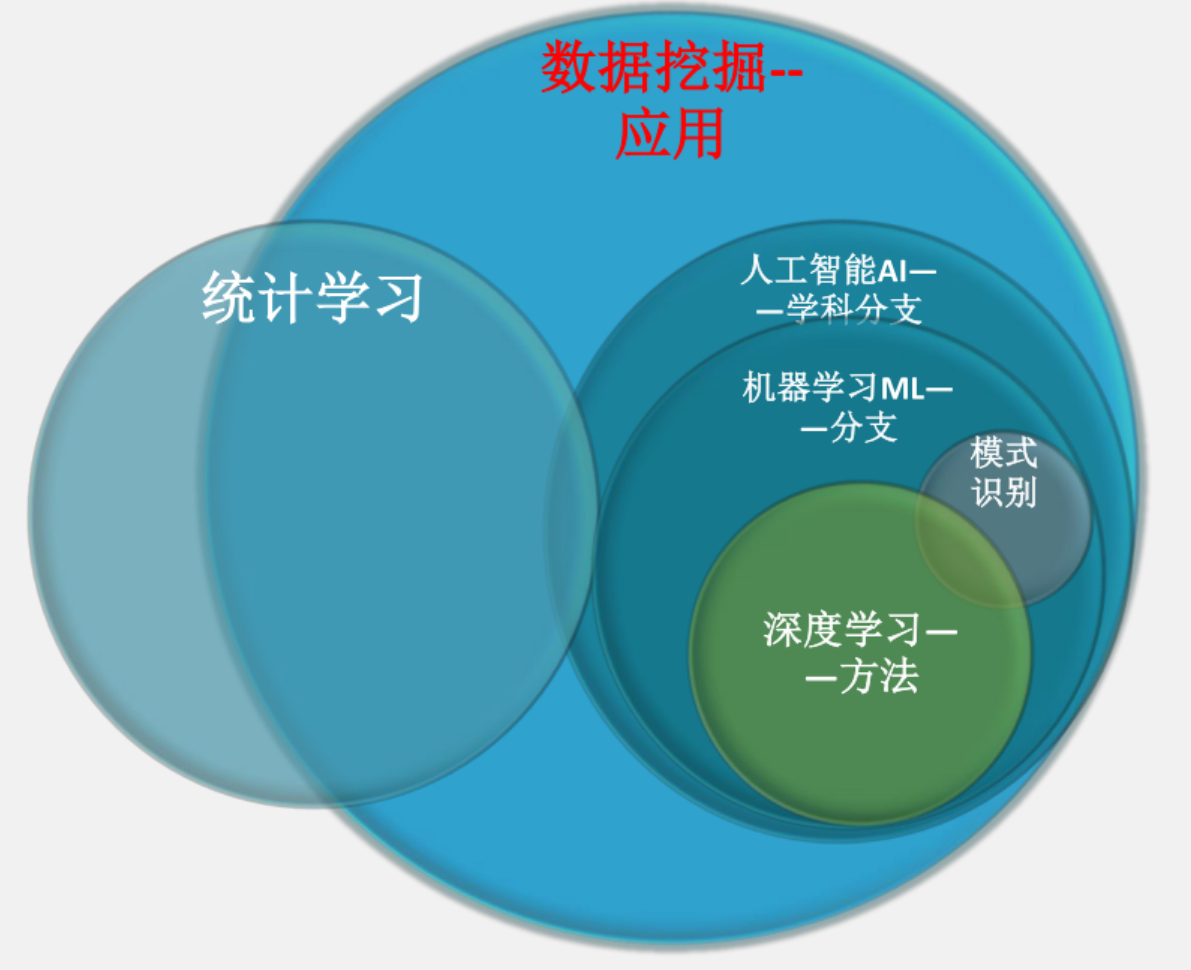 数据挖掘--
应用
统计学习
人工智能AI—
—学科分支
机器学习ML—
—分支
模式
识别
深度学习—
—方法